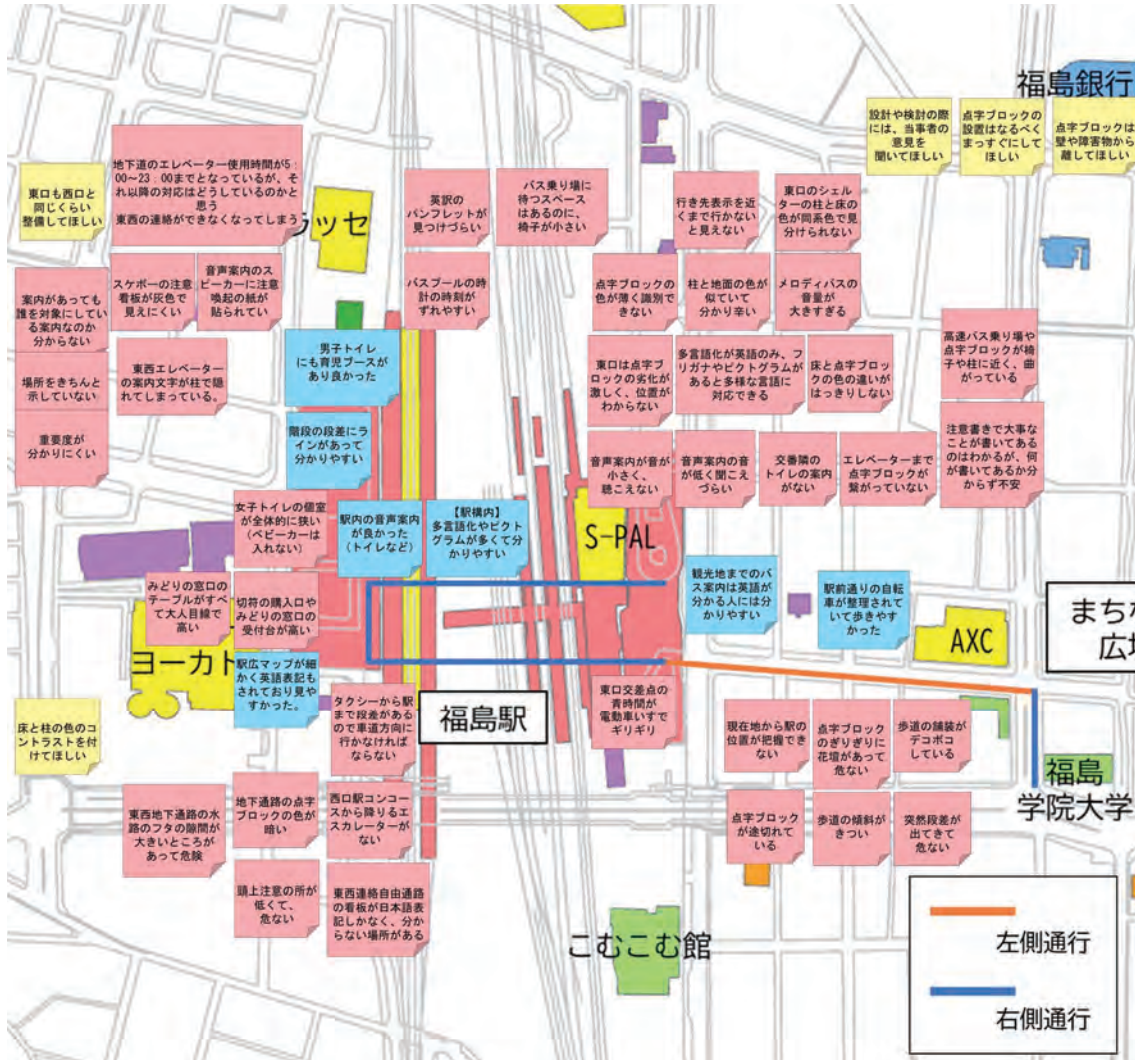 福島銀行
設計や検討の際
には、当事者の
意見を
聞いてほしい
点字ブロックの
設置はなるべく
まっすぐにして
ほしい
点字ブロックは
壁や障害物から
離してほしい
東口も西口と
同じくらい
整備してほしい
地下道のエレベーター使用時間が5:
00~23:00までとなっているが、そ
れ以降の対応はどうしているのかと
思う
東西の連絡ができなくなってしまう
ラッセ
英訳の
パンフレットが
見つけづらい
バス乗り場に
待つスペース
はあるのに、
椅子が小さい
行き先表示を近
くまで行かない
と見えない
東口のシェル
ターの柱と床の
色が同系色で見
分けられない
案内があっても
誰を対象にしてい
る案内なのか
分からない
スケボーの注意
看板が灰色で
見えにくい
音声案内のス
ピーカーに注意
喚起の紙が
貼られてい
バスプールの時
計の時刻が
ずれやすい
点字ブロックの
色が薄く識別で
きない
柱と地面の色が
似ていて
分かり辛い
メロディバスの
音量が
大きすぎる
高速バス乗り場や
点字ブロックが椅
子や柱に近く、曲
がっている
場所をきちんと
示していない
東西エレベーター
の案内文字が柱で隠
れてしまっている。
男子トイレ
にも育児ブースが
あり良かった
東口は点字ブ
ロックの劣化が
激しく、位置が
わからない
多言語化が英語のみ、フ
リガナやピクトグラムが
あると多様な言語に
対応できる
床と点字ブロッ
クの色の違いが
はっきりしない
重要度が
分かりにくい
階段の段差にラ
インがあって
分かりやすい
音声案内が音が
小さく、
聴こえない
音声案内の音
が低く聞こえ
づらい
交番隣の
トイレの案内
がない
エレベーターまで
点字ブロックが
繋がっていない
注意書きで大事な
ことが書いてある
のはわかるが、何
が書いてあるか分
からず不安
女子トイレの個室
が全体的に狭い
(ベビーカーは
入れない)
駅内の音声案内
が良かった
(トイレなど)
【駅構内】
多言語化やピクト
グラムが多くて分
かりやすい
S-PAL
みどりの窓口の
テーブルがすべ
て大人目線で
高い
切符の購入口や
みどりの窓口の
受付台が高い
観光地までのバ
ス案内は英語が
分かる人には分
かりやすい
駅前通りの自転
車が整理されて
いて歩きやす
かった
AXC
まちな
広場
ヨーカド
駅広マップが細
かく英語表記も
されており見や
すかった。
タクシーから駅
まで段差がある
ので車道方向に
行かなければ
ならない
福島駅
東口交差点の
青時間が
電動車いすで
ギリギリ
床と柱の色のコ
ントラストを付
けてほしい
現在地から駅の
位置が把握でき
ない
点字ブロック
のぎりぎりに
花壇があって
危ない
歩道の舗装が
デコボコ
している
福島
学院大学
東西地下通路の水
路のフタの隙間が
大きいところが
あって危険
地下通路の点字
ブロックの色が
暗い
西口駅コンコー
スから降りるエ
スカレーターが
ない
点字ブロック
が途切れて
いる
歩道の傾斜が
きつい
突然段差が
出てきて
危ない
頭上注意の所が
低くて、
危ない
東西連絡自由通路
の看板が日本語表
記しかなく、分か
らない場所がある
こむこむ館
左側通行
右側通行